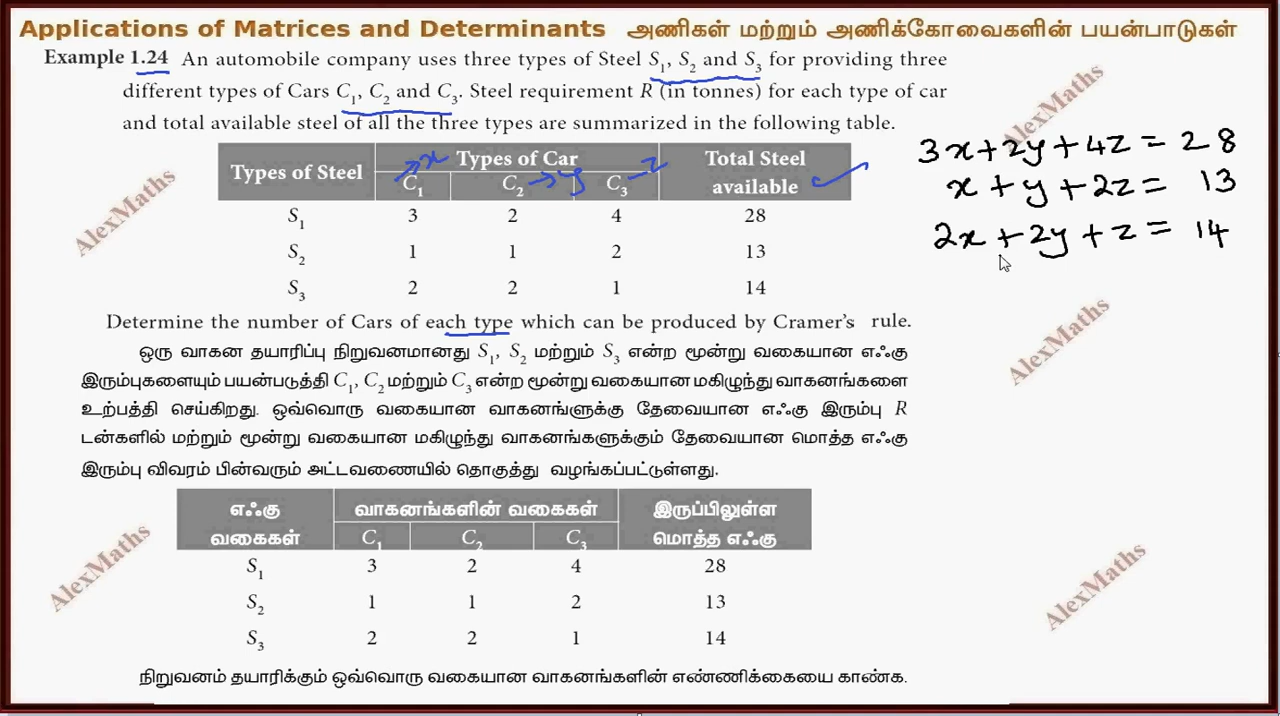 Applications of Matrices and Determinants அணிகள் மற்றும் அணிக்கோவைகளின் பயன்பாடுகள்
Example 1.24 An automobile company uses three types of Steel S₁, S₂ and S₃ for providing three
different types of Cars C₁, C₂ and C₃. Steel requirement R (in tonnes) for each type of car
and total available steel of all the three types are summarized in the following table.
Types of Steel Types of Car Total Steel available
C₁ → x C₂ → y C₃ – z
S₁ 3 2 4 28
S₂ 1 1 2 13
S₃ 2 2 1 14
3x + 2y + 4z = 28
x + y + 2z = 13
2x + 2y + z = 14
Determine the number of Cars of each type which can be produced by Cramer's rule.
ஒரு வாகன தயாரிப்பு நிறுவனமானது S₁, S₂ மற்றும் S₃ என்ற மூன்று வகையான எஃகு
இரும்புகளையும் பயன்படுத்தி C₁, C₂ மற்றும் C₃ என்ற மூன்று வகையான மகிழுந்து வாகனங்களை
உற்பத்தி செய்கிறது. ஒவ்வொரு வகையான வாகனங்ளுக்கு தேவையான எஃகு இரும்பு R
டன்களில் மற்றும் மூன்று வகையான மகிழுந்து வாகனங்களுக்கும் தேவையான மொத்த எஃகு
இரும்பு விவரம் பின்வரும் அட்டவணையில் தொகுத்து வழங்கப்பட்டுள்ளது.
எஃகு வகைகள் வாகனங்களின் வகைகள் இருப்பிலுள்ள மொத்த எஃகு
C₁ C₂ C₃
S₁ 3 2 4 28
S₂ 1 1 2 13
S₃ 2 2 1 14
நிறுவனம் தயாரிக்கும் ஒவ்வொரு வகையான வாகனங்களின் எண்ணிக்கையை காண்க.
AlexMaths
AlexMaths
AlexMaths
AlexMaths
AlexMaths